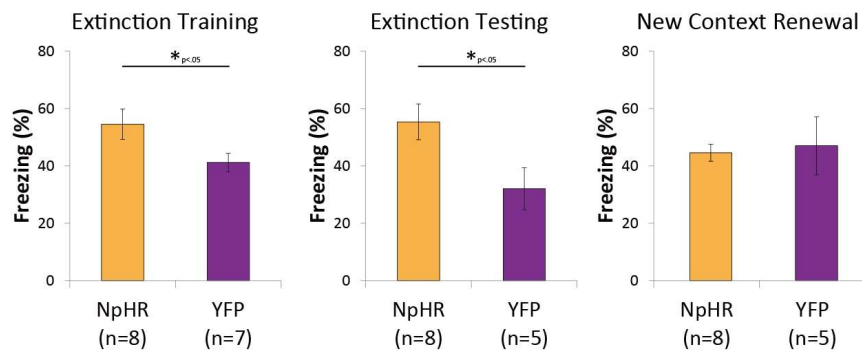 Extinction Training
Freezing (%)
80
60
40
20
0
*p<.05
NpHR
(n=8)
YFP
(n=7)
Extinction Testing
Freezing (%)
80
60
40
20
0
*p<.05
NpHR
(n=8)
YFP
(n=5)
New Context Renewal
Freezing (%)
80
60
40
20
0
NpHR
(n=8)
YFP
(n=5)